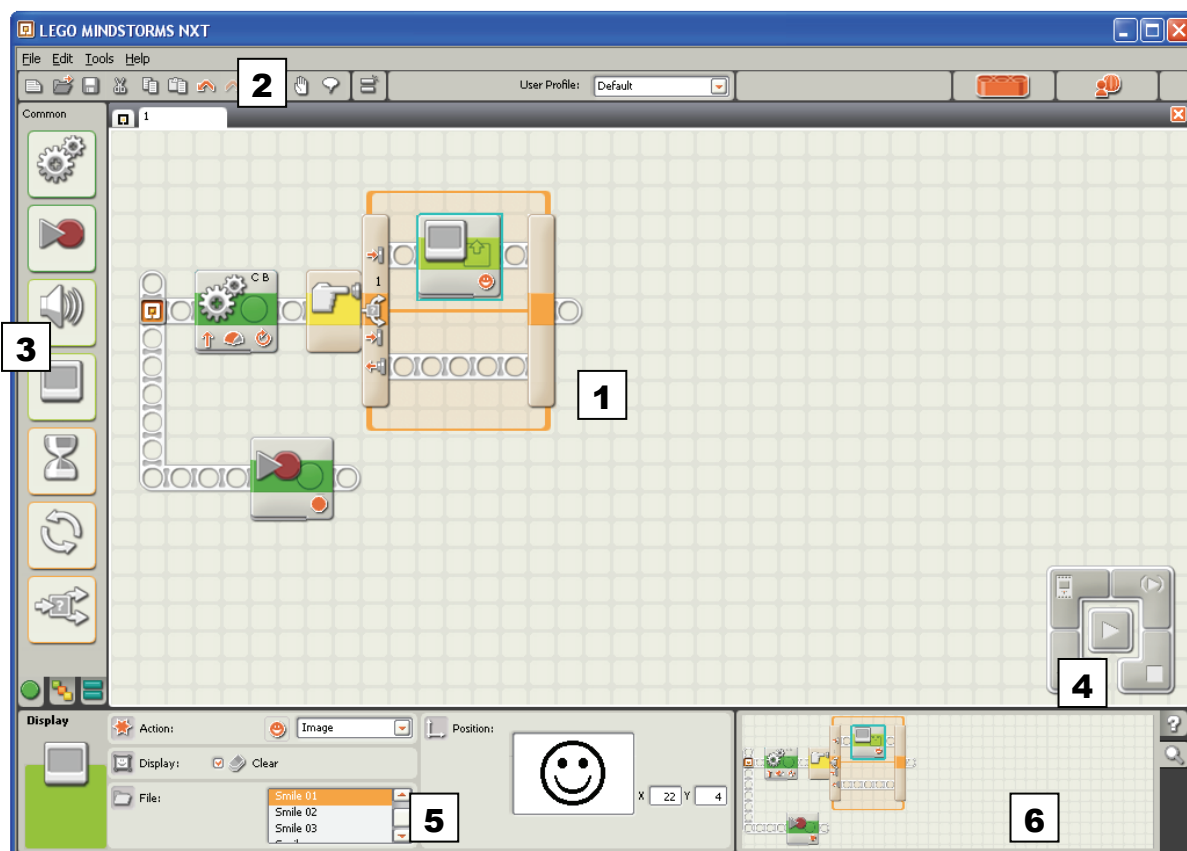 LEGO MINDSTORMS NXT
File Edit Tools Help
2
User Profile: Default
Common
1
C B
1
3
1
4
Display
Action: Image
Position:
Display: Clear
File: Smile 01
Smile 02
Smile 03
X 22 Y 4
5
6
?